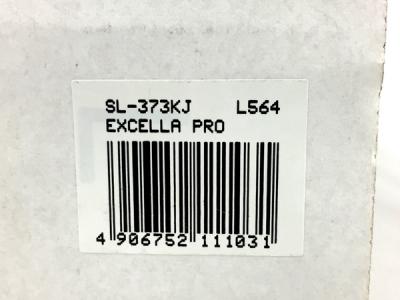 SL-373KJ L564
EXCELLA PRO
4 906752 111031